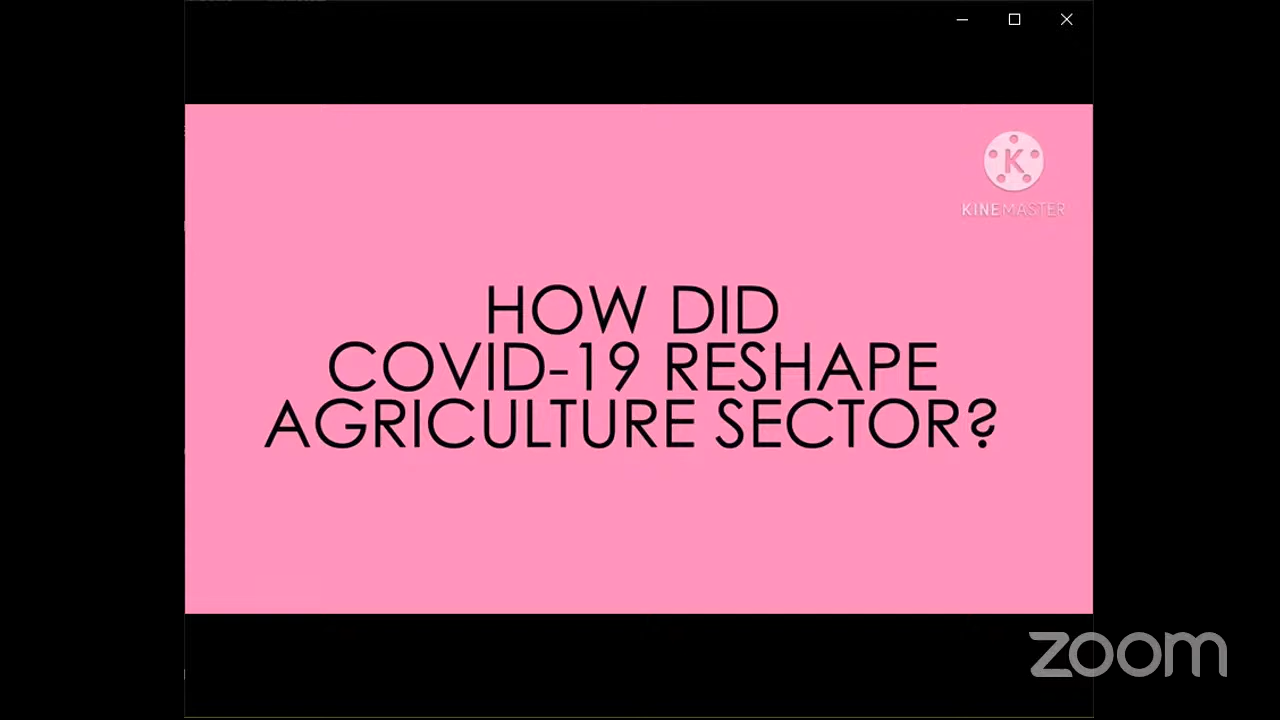 K
KINEMASTER
HOW DID
COVID-19 RESHAPE
AGRICULTURE SECTOR?
zoom